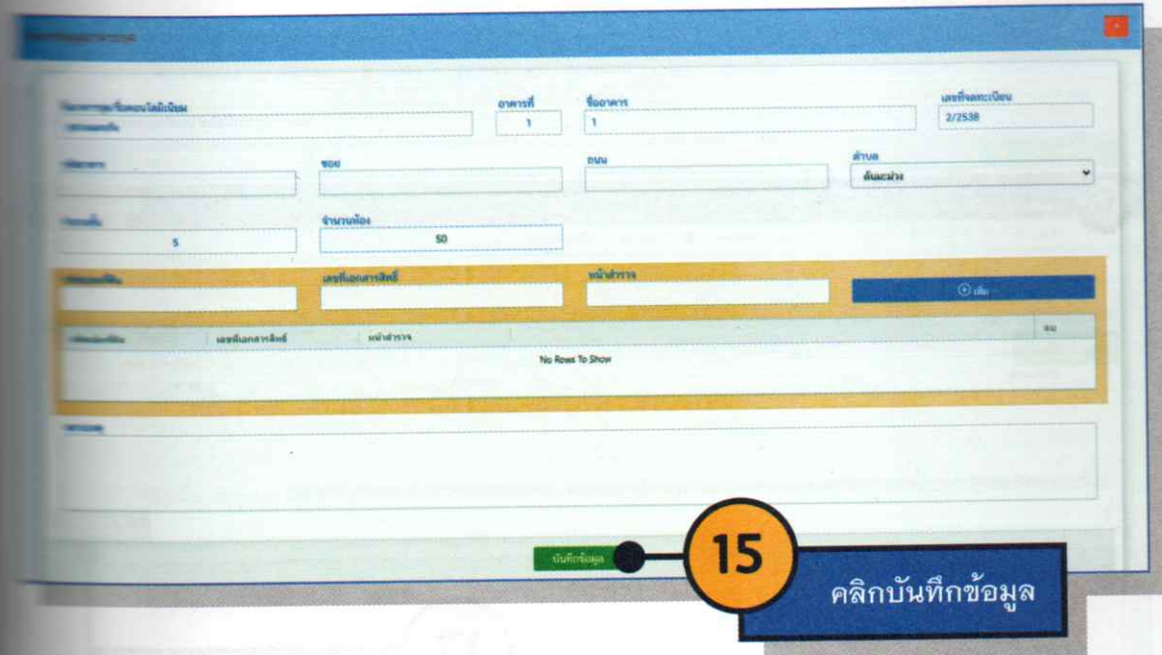 อาคารที่ ชื่ออาคาร เลขที่จดทะเบียน
1 1 2/2538
ซอย ถนน ตำบล
ต้นมะม่วง
จำนวนห้อง
5 50
เลขที่เอกสารสิทธิ์ หน้าสำรวจ
เพิ่ม
เลขที่เอกสารสิทธิ์ หน้าสำรวจ ลบ
No Rows To Show
บันทึกข้อมูล
15
คลิกบันทึกข้อมูล